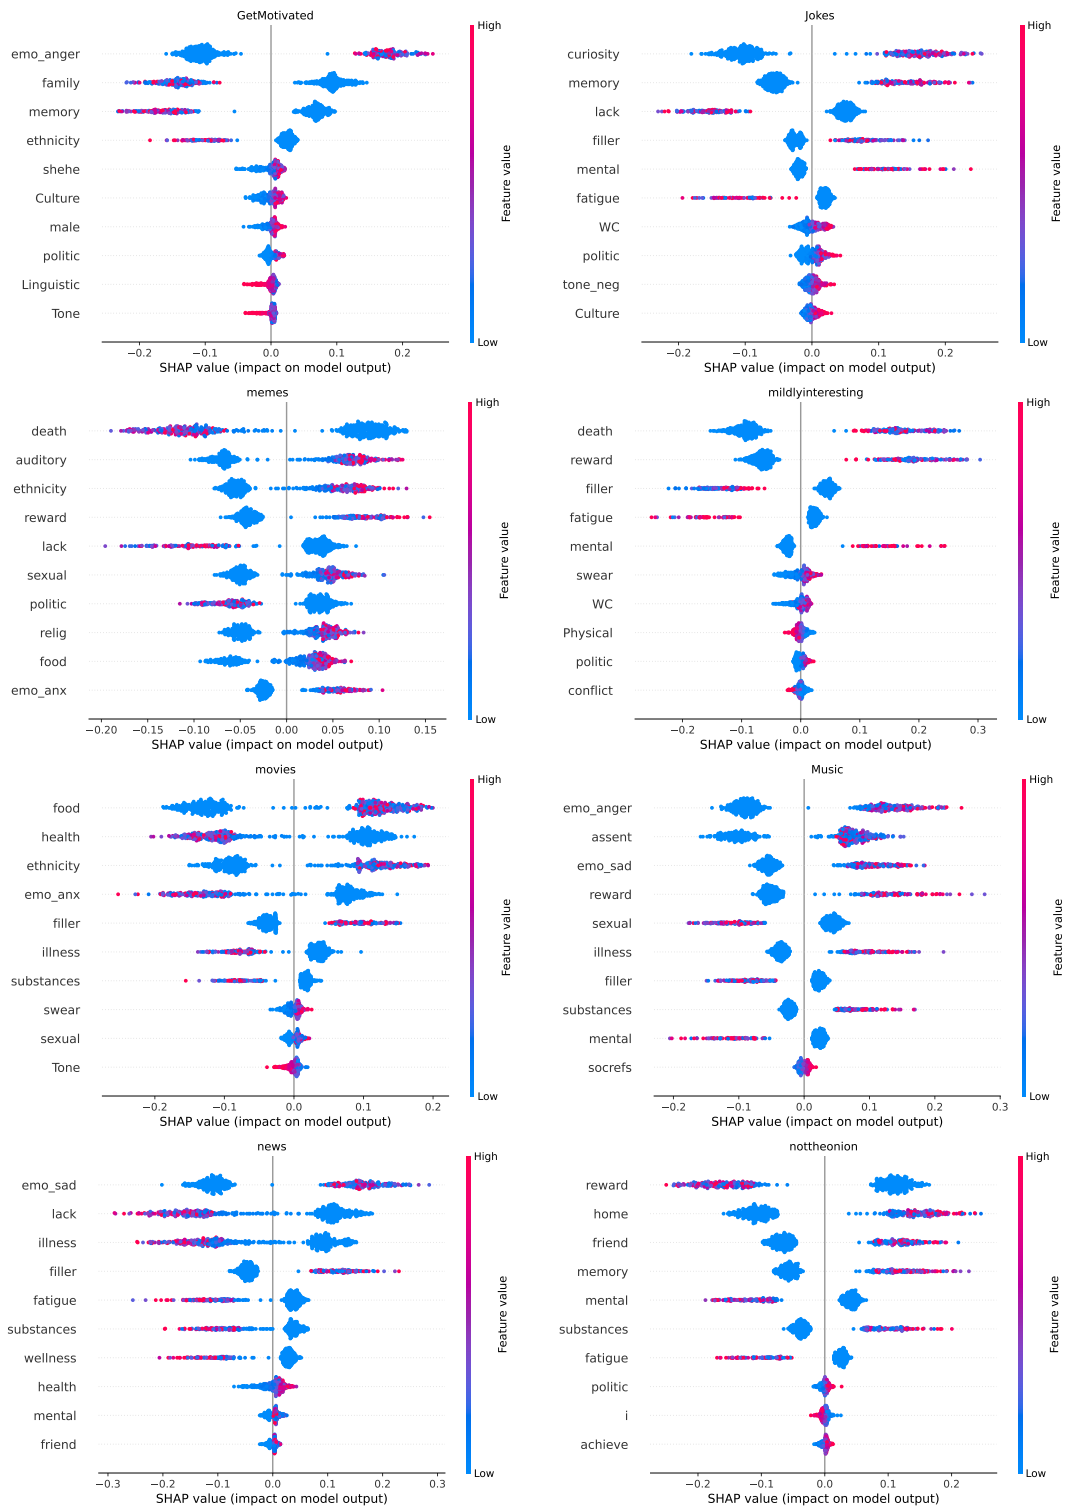 GetMotivated
High
emo_anger
family
memory
ethnicity
shehe
Culture
male
politic
Linguistic
Tone
Feature value
Low
−0.2 −0.1 0.0 0.1 0.2
SHAP value (impact on model output)
Jokes
High
curiosity
memory
lack
filler
mental
fatigue
WC
politic
tone_neg
Culture
Feature value
Low
−0.2 −0.1 0.0 0.1 0.2
SHAP value (impact on model output)
memes
High
death
auditory
ethnicity
reward
lack
sexual
politic
relig
food
emo_anx
Feature value
Low
−0.20 −0.15 −0.10 −0.05 0.00 0.05 0.10 0.15
SHAP value (impact on model output)
mildlyinteresting
High
death
reward
filler
fatigue
mental
swear
WC
Physical
politic
conflict
Feature value
Low
−0.2 −0.1 0.0 0.1 0.2 0.3
SHAP value (impact on model output)
movies
High
food
health
ethnicity
emo_anx
filler
illness
substances
swear
sexual
Tone
Feature value
Low
−0.2 −0.1 0.0 0.1 0.2
SHAP value (impact on model output)
Music
High
emo_anger
assent
emo_sad
reward
sexual
illness
filler
substances
mental
socrefs
Feature value
Low
−0.2 −0.1 0.0 0.1 0.2 0.3
SHAP value (impact on model output)
news
High
emo_sad
lack
illness
filler
fatigue
substances
wellness
health
mental
friend
Feature value
Low
−0.3 −0.2 −0.1 0.0 0.1 0.2 0.3
SHAP value (impact on model output)
nottheonion
High
reward
home
friend
memory
mental
substances
fatigue
politic
i
achieve
Feature value
Low
−0.2 −0.1 0.0 0.1 0.2
SHAP value (impact on model output)